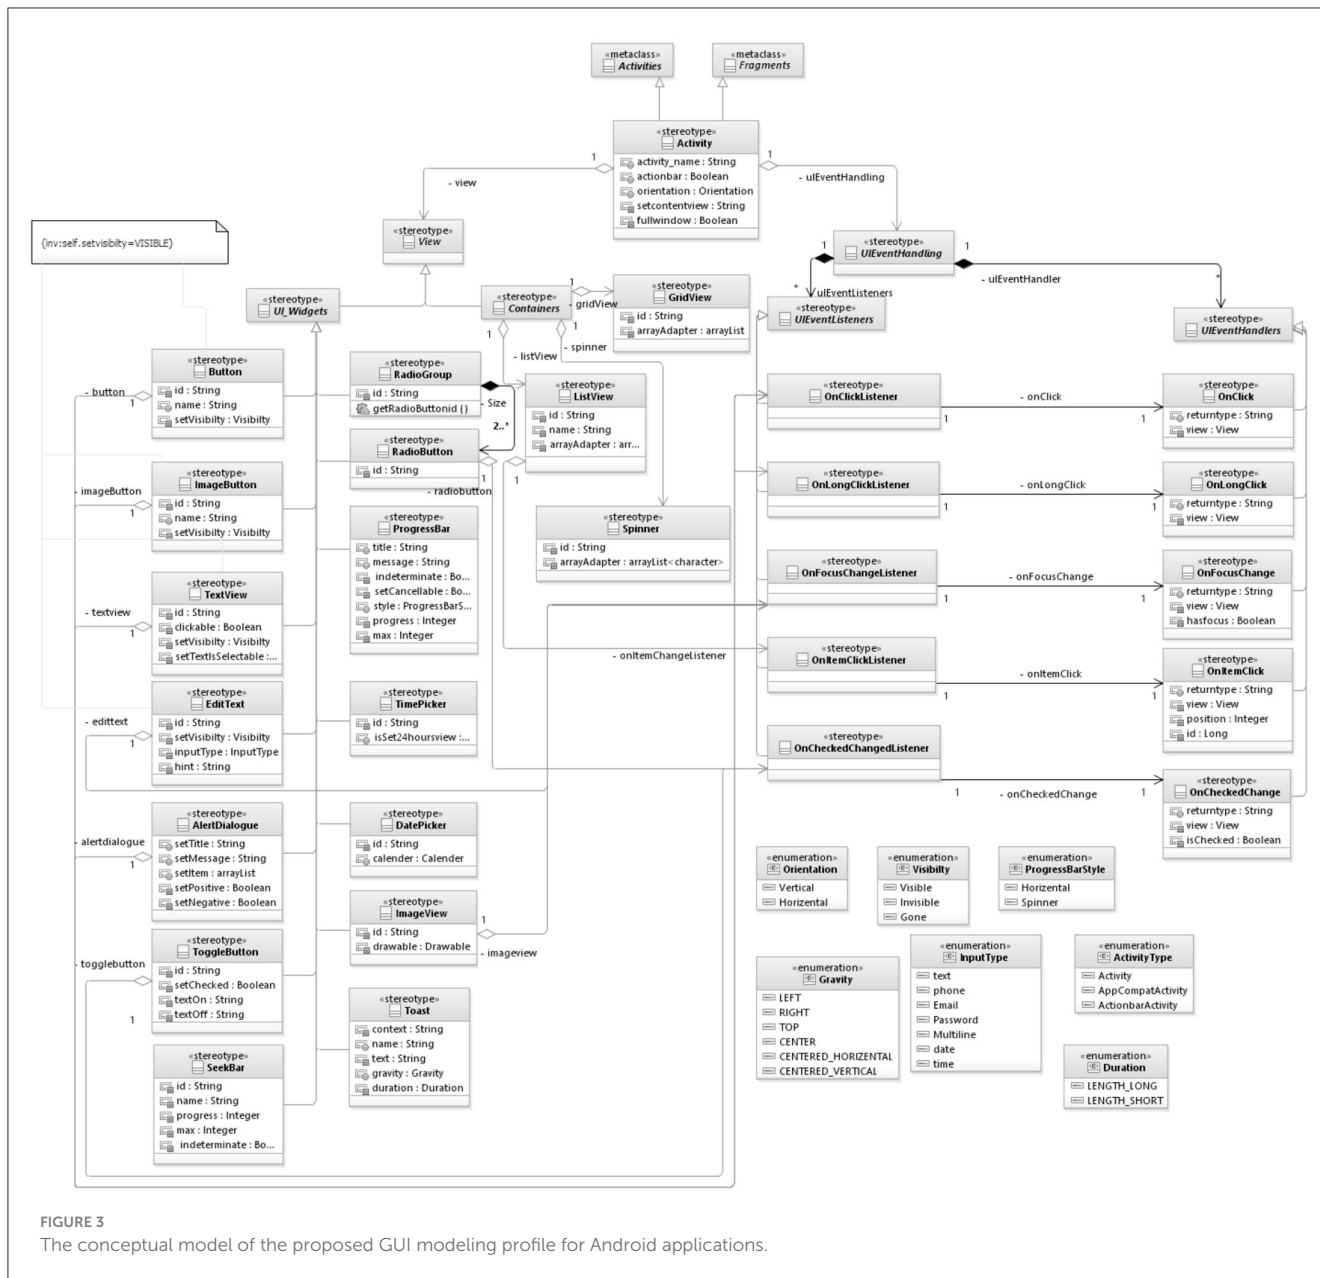 «metaclass»
Activities
«metaclass»
Fragments
«stereotype»
Activity
activity_name : String
actionbar : Boolean
orientation : Orientation
setcontentview : String
fullwindow : Boolean
1
1
- view
- uIEventHandling
{inv:self.setvisibilty=VISIBLE}
«stereotype»
View
«stereotype»
UIEventHandling
1
1
- uIEventHandler
*
uIEventListeners
*
«stereotype»
UI_Widgets
«stereotype»
Containers
1
- gridView
1
1
- spinner
- listView
«stereotype»
GridView
id : String
arrayAdapter : arrayList
«stereotype»
UIEventListeners
«stereotype»
UIEventHandlers
«stereotype»
Button
id : String
name : String
setVisibilty : Visibilty
- button
1
«stereotype»
RadioGroup
id : String
getRadioButtonid ( )
- Size
2..*
«stereotype»
ListView
id : String
name : String
arrayAdapter : arr...
1
«stereotype»
OnClickListener
- onClick
1
1
«stereotype»
OnClick
returntype : String
view : View
«stereotype»
RadioButton
id : String
1
- radiobutton
«stereotype»
ImageButton
id : String
name : String
setVisibilty : Visibilty
- imageButton
1
«stereotype»
OnLongClickListener
- onLongClick
1
1
«stereotype»
OnLongClick
returntype : String
view : View
«stereotype»
ProgressBar
title : String
message : String
indeterminate : Bo...
setCancellable : Bo...
style : ProgressBarS...
progress : Integer
max : Integer
«stereotype»
Spinner
id : String
arrayAdapter : arrayList<character>
«stereotype»
OnFocusChangeListener
- onFocusChange
1
1
«stereotype»
OnFocusChange
returntype : String
view : View
hasfocus : Boolean
«stereotype»
TextView
id : String
clickable : Boolean
setVisibilty : Visibilty
setTextIsSelectable :...
- textview
1
- onItemChangeListener
«stereotype»
OnItemClickListener
- onItemClick
1
1
«stereotype»
OnItemClick
returntype : String
view : View
position : Integer
id : Long
«stereotype»
EditText
id : String
setVisibilty : Visibilty
inputType : InputType
hint : String
- edittext
1
«stereotype»
TimePicker
id : String
isSet24hoursview :...
«stereotype»
OnCheckedChangedListener
1
- onCheckedChange
1
«stereotype»
OnCheckedChange
returntype : String
view : View
isChecked : Boolean
«stereotype»
AlertDialogue
setTitle : String
setMessage : String
setItem : arrayList
setPositive : Boolean
setNegative : Boolean
- alertdialogue
1
«stereotype»
DatePicker
id : String
calender : Calender
«stereotype»
ImageView
id : String
drawable : Drawable
1
- imageview
«stereotype»
ToggleButton
id : String
setChecked : Boolean
textOn : String
textOff : String
- togglebutton
1
«stereotype»
Toast
context : String
name : String
text : String
gravity : Gravity
duration : Duration
«stereotype»
SeekBar
id : String
name : String
progress : Integer
max : Integer
indeterminate : Bo...
«enumeration»
Orientation
Vertical
Horizental
«enumeration»
Visibilty
Visible
Invisible
Gone
«enumeration»
ProgressBarStyle
Horizental
Spinner
«enumeration»
Gravity
LEFT
RIGHT
TOP
CENTER
CENTERED_HORIZENTAL
CENTERED_VERTICAL
«enumeration»
InputType
text
phone
Email
Password
Multiline
date
time
«enumeration»
ActivityType
Activity
AppCompatActivity
ActionbarActivity
«enumeration»
Duration
LENGTH_LONG
LENGTH_SHORT
FIGURE 3
The conceptual model of the proposed GUI modeling profile for Android applications.